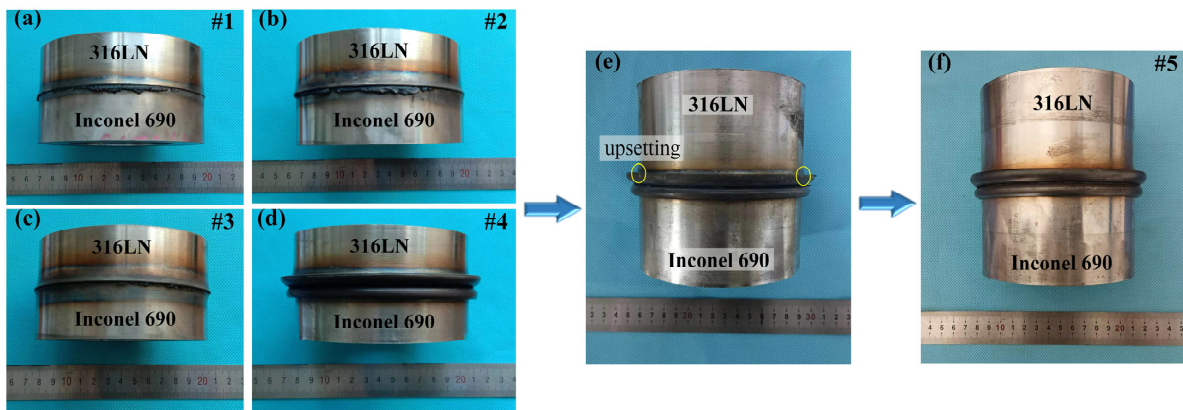 (a) #1
316LN
Inconel 690
(b) #2
316LN
Inconel 690
(c) #3
316LN
Inconel 690
(d) #4
316LN
Inconel 690
(e)
316LN
upsetting
Inconel 690
(f) #5
316LN
Inconel 690